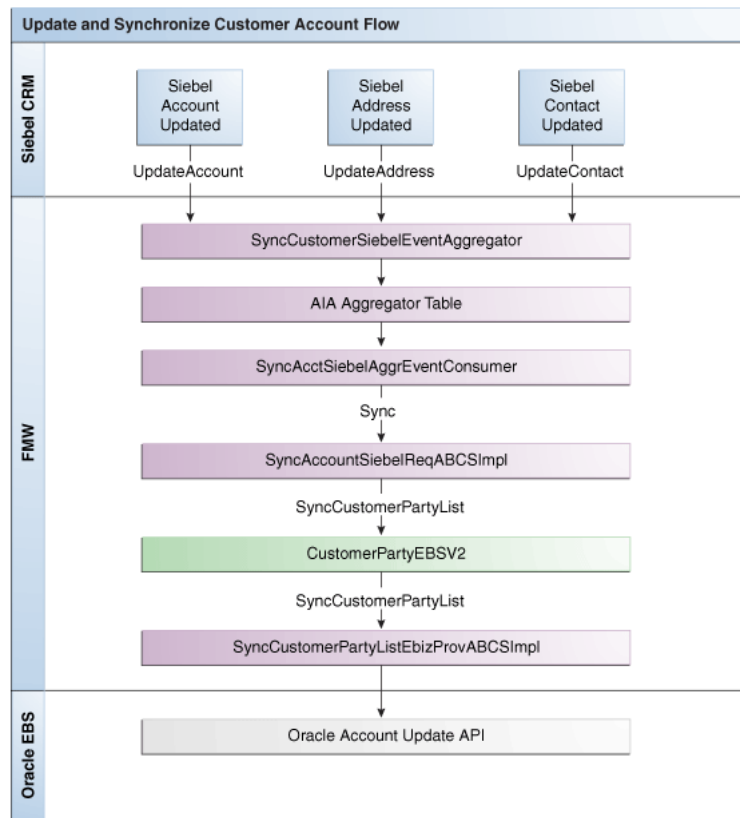 Update and Synchronize Customer Account Flow
Siebel CRM
Siebel
Account
Updated
Siebel
Address
Updated
Siebel
Contact
Updated
UpdateAccount
UpdateAddress
UpdateContact
FMW
SyncCustomerSiebelEventAggregator
AIA Aggregator Table
SyncAcctSiebelAggrEventConsumer
Sync
SyncAccountSiebelReqABCSImpl
SyncCustomerPartyList
CustomerPartyEBSV2
SyncCustomerPartyList
SyncCustomerPartyListEbizProvABCSImpl
Oracle EBS
Oracle Account Update API